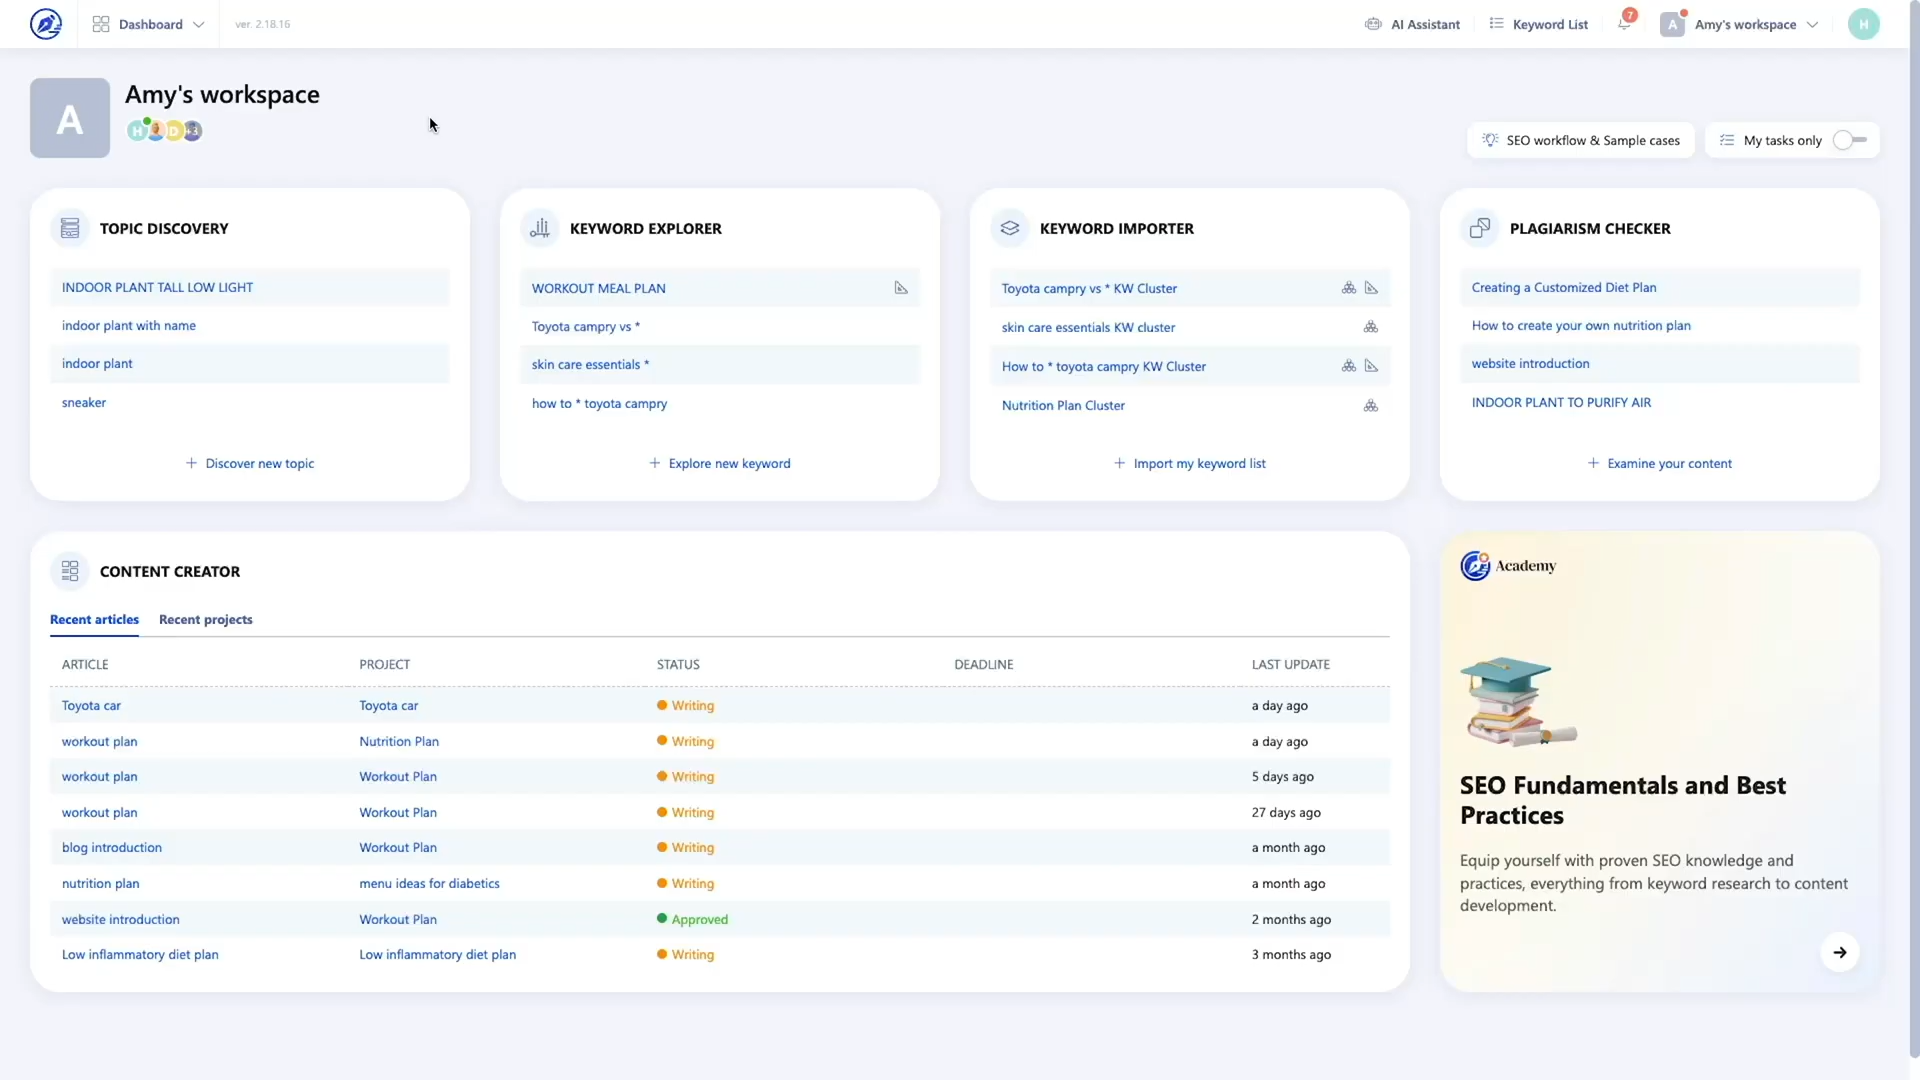 Dashboard
ver. 2.18.16
AI Assistant
Keyword List
7
A
Amy's workspace
H
A
Amy's workspace
H D +3
SEO workflow & Sample cases
My tasks only
TOPIC DISCOVERY
INDOOR PLANT TALL LOW LIGHT
indoor plant with name
indoor plant
sneaker
+ Discover new topic
KEYWORD EXPLORER
WORKOUT MEAL PLAN
Toyota campry vs *
skin care essentials *
how to * toyota campry
+ Explore new keyword
KEYWORD IMPORTER
Toyota campry vs * KW Cluster
skin care essentials KW cluster
How to * toyota campry KW Cluster
Nutrition Plan Cluster
+ Import my keyword list
PLAGIARISM CHECKER
Creating a Customized Diet Plan
How to create your own nutrition plan
website introduction
INDOOR PLANT TO PURIFY AIR
+ Examine your content
CONTENT CREATOR
Recent articles Recent projects
ARTICLE PROJECT STATUS DEADLINE LAST UPDATE
Toyota car Toyota car Writing a day ago
workout plan Nutrition Plan Writing a day ago
workout plan Workout Plan Writing 5 days ago
workout plan Workout Plan Writing 27 days ago
blog introduction Workout Plan Writing a month ago
nutrition plan menu ideas for diabetics Writing a month ago
website introduction Workout Plan Approved 2 months ago
Low inflammatory diet plan Low inflammatory diet plan Writing 3 months ago
Academy
SEO Fundamentals and Best
Practices
Equip yourself with proven SEO knowledge and
practices, everything from keyword research to content
development.